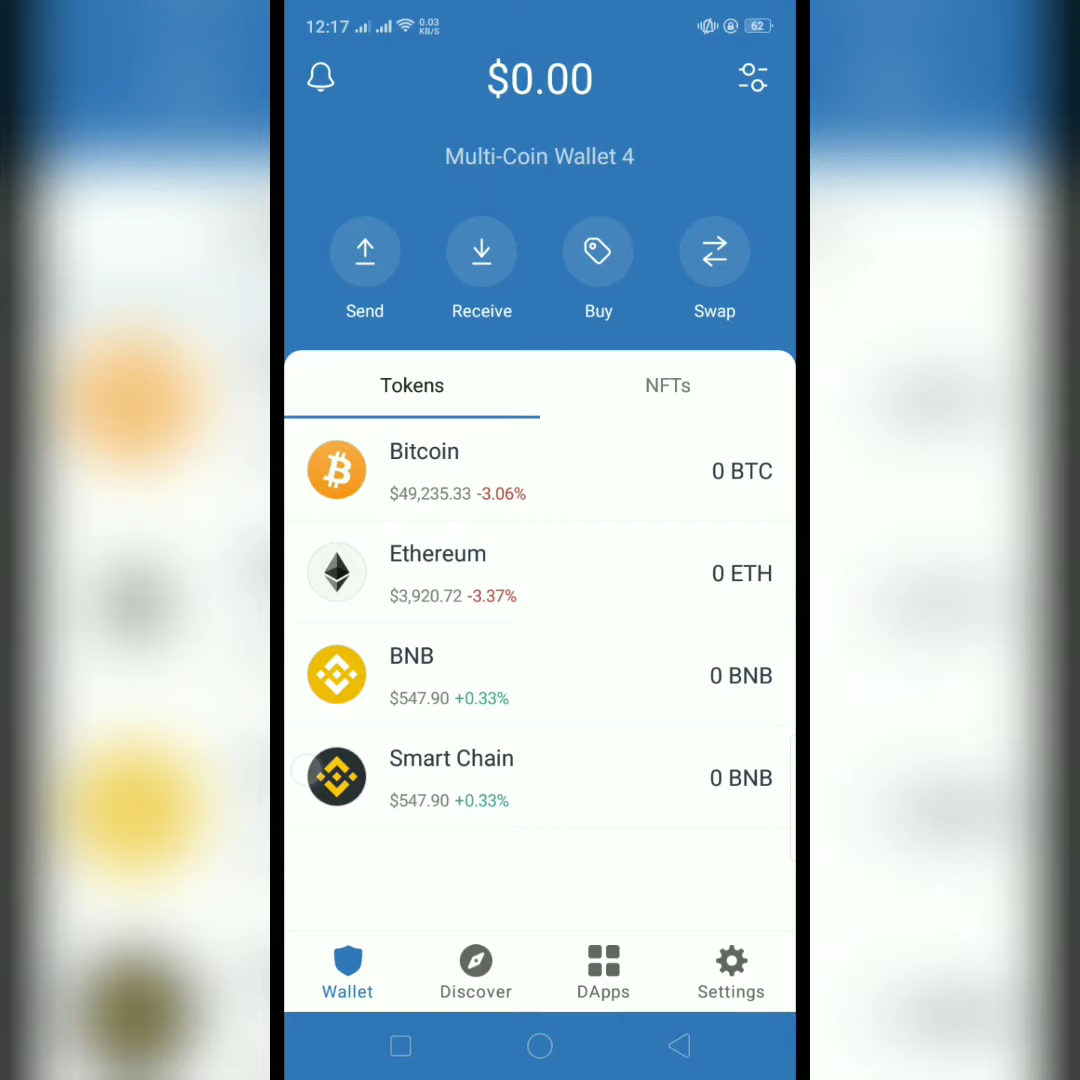 12:17 0.03 KB/S 62
$0.00
Multi-Coin Wallet 4
Send Receive Buy Swap
Tokens NFTs
Bitcoin
$49,235.33 -3.06% 0 BTC
Ethereum
$3,920.72 -3.37% 0 ETH
BNB
$547.90 +0.33% 0 BNB
Smart Chain
$547.90 +0.33% 0 BNB
Wallet Discover DApps Settings